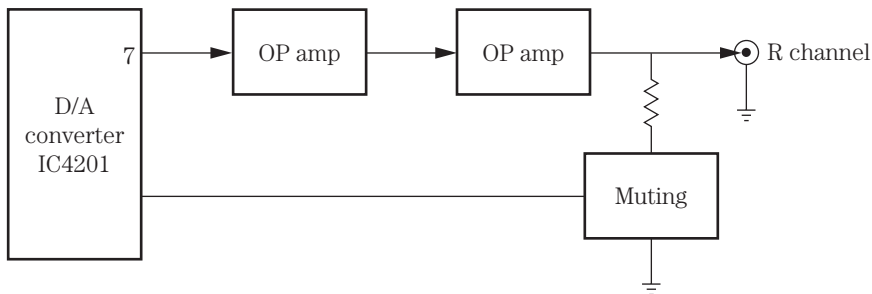 7
OP amp
OP amp
R channel
D/A
converter
IC4201
Muting